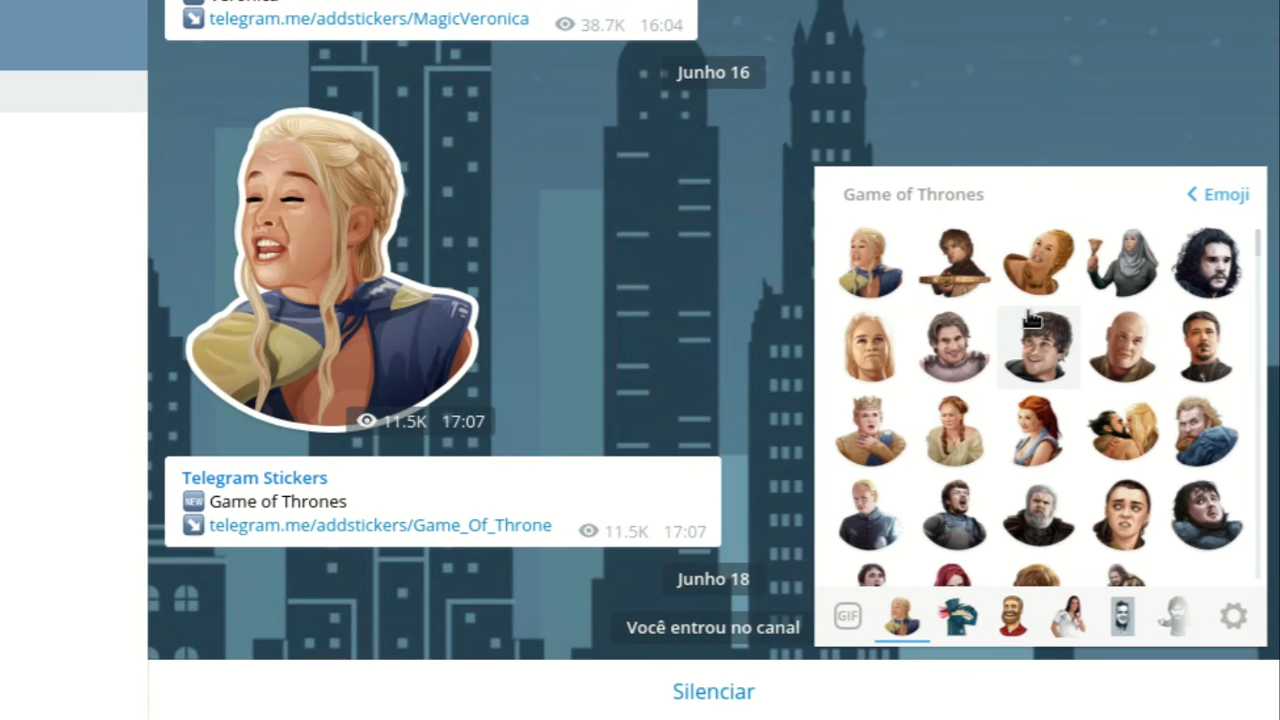 telegram.me/addstickers/MagicVeronica
38.7K 16:04
Junho 16
11.5K 17:07
Telegram Stickers
NEW Game of Thrones
telegram.me/addstickers/Game_Of_Throne
11.5K 17:07
Junho 18
Você entrou no canal
Silenciar
Game of Thrones
Emoji
GIF